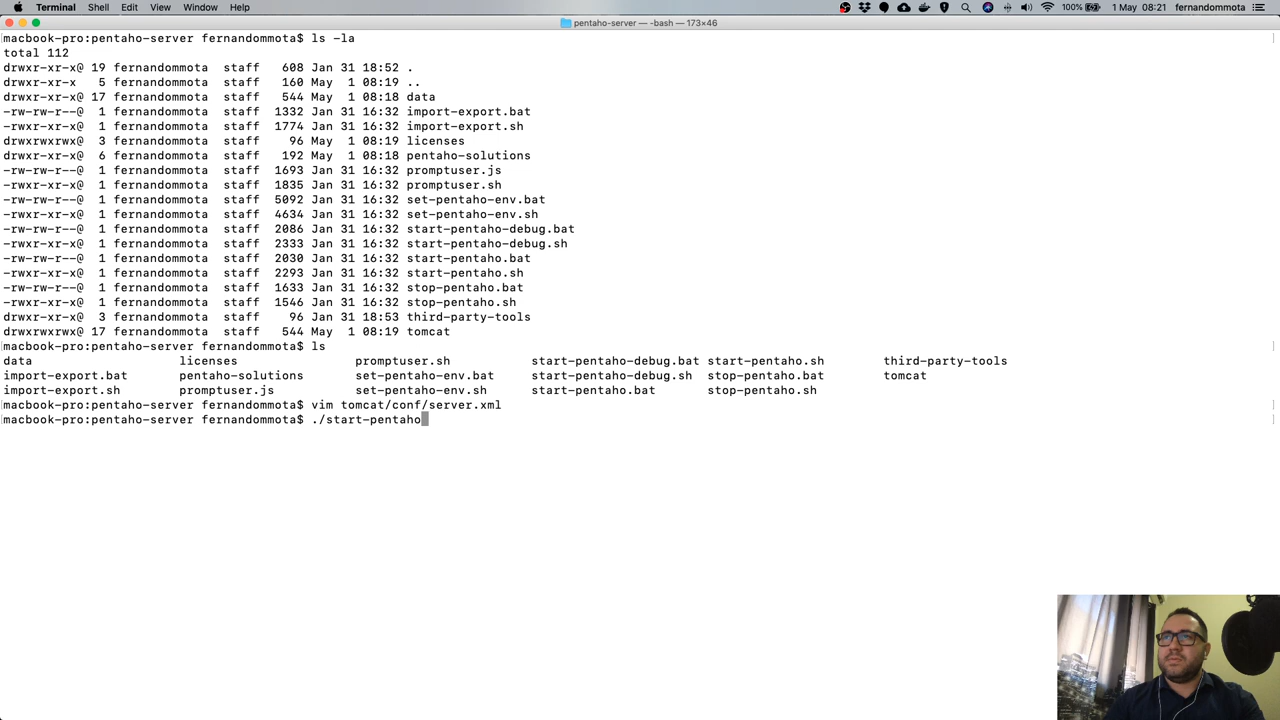 Terminal Shell Edit View Window Help 100% 1 May 08:21 fernandommota
pentaho-server — -bash — 173×46
macbook-pro:pentaho-server fernandommota$ ls -la
total 112
drwxr-xr-x@ 19 fernandommota staff 608 Jan 31 18:52 .
drwxr-xr-x 5 fernandommota staff 160 May 1 08:19 ..
drwxr-xr-x@ 17 fernandommota staff 544 May 1 08:18 data
-rw-rw-r--@ 1 fernandommota staff 1332 Jan 31 16:32 import-export.bat
-rwxr-xr-x@ 1 fernandommota staff 1774 Jan 31 16:32 import-export.sh
drwxrwxrwx@ 3 fernandommota staff 96 May 1 08:19 licenses
drwxr-xr-x@ 6 fernandommota staff 192 May 1 08:18 pentaho-solutions
-rw-rw-r--@ 1 fernandommota staff 1693 Jan 31 16:32 promptuser.js
-rwxr-xr-x@ 1 fernandommota staff 1835 Jan 31 16:32 promptuser.sh
-rw-rw-r--@ 1 fernandommota staff 5092 Jan 31 16:32 set-pentaho-env.bat
-rwxr-xr-x@ 1 fernandommota staff 4634 Jan 31 16:32 set-pentaho-env.sh
-rw-rw-r--@ 1 fernandommota staff 2086 Jan 31 16:32 start-pentaho-debug.bat
-rwxr-xr-x@ 1 fernandommota staff 2333 Jan 31 16:32 start-pentaho-debug.sh
-rw-rw-r--@ 1 fernandommota staff 2030 Jan 31 16:32 start-pentaho.bat
-rwxr-xr-x@ 1 fernandommota staff 2293 Jan 31 16:32 start-pentaho.sh
-rw-rw-r--@ 1 fernandommota staff 1633 Jan 31 16:32 stop-pentaho.bat
-rwxr-xr-x@ 1 fernandommota staff 1546 Jan 31 16:32 stop-pentaho.sh
drwxr-xr-x@ 3 fernandommota staff 96 Jan 31 18:53 third-party-tools
drwxrwxrwx@ 17 fernandommota staff 544 May 1 08:19 tomcat
macbook-pro:pentaho-server fernandommota$ ls
data licenses promptuser.sh start-pentaho-debug.bat start-pentaho.sh third-party-tools
import-export.bat pentaho-solutions set-pentaho-env.bat start-pentaho-debug.sh stop-pentaho.bat tomcat
import-export.sh promptuser.js set-pentaho-env.sh start-pentaho.bat stop-pentaho.sh
macbook-pro:pentaho-server fernandommota$ vim tomcat/conf/server.xml
macbook-pro:pentaho-server fernandommota$ ./start-pentaho